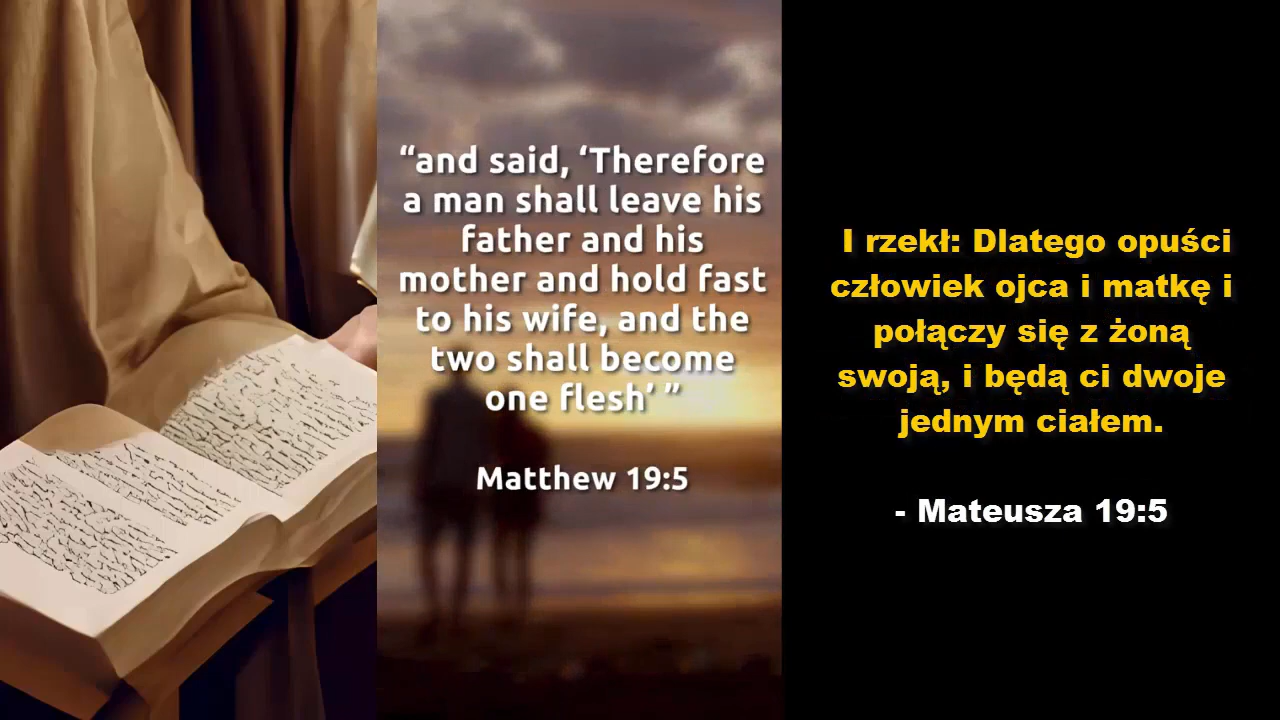 “and said, ‘Therefore
a man shall leave his
father and his
mother and hold fast
to his wife, and the
two shall become
one flesh’ ”
Matthew 19:5
I rzekł: Dlatego opuści
człowiek ojca i matkę i
połączy się z żoną
swoją, i będą ci dwoje
jednym ciałem.
- Mateusza 19:5